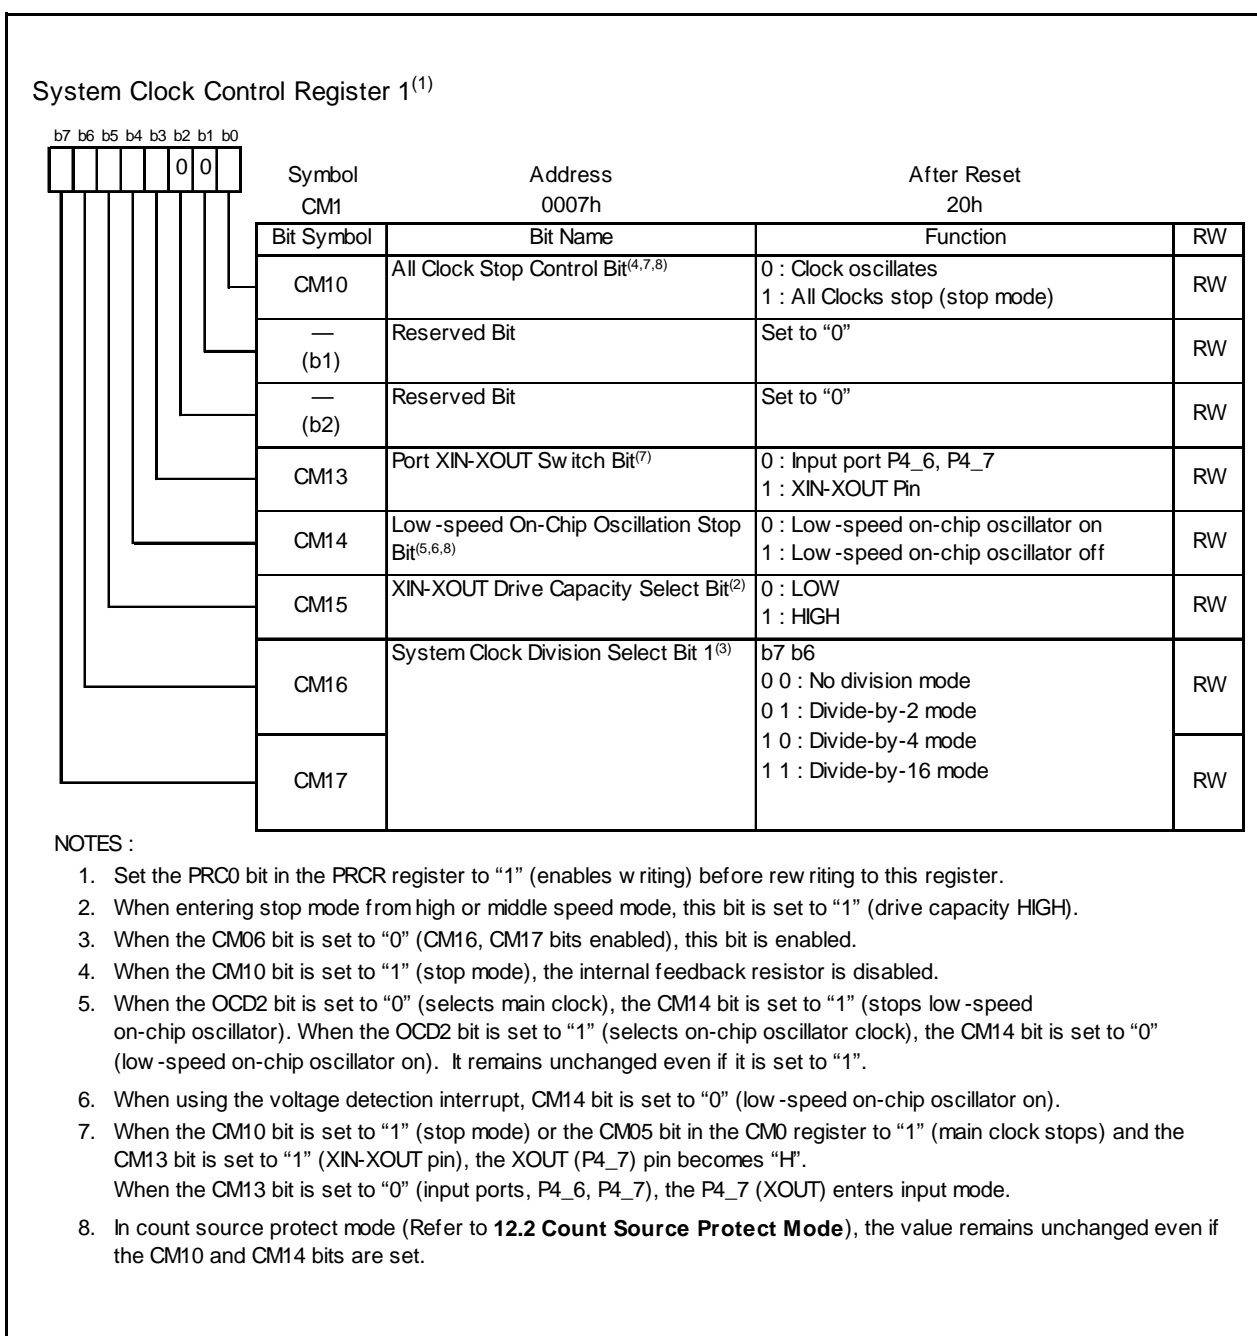 System Clock Control Register 1(1)
b7 b6 b5 b4 b3 b2 b1 b0
0 0
Symbol Address After Reset
CM1 0007h 20h
Bit Symbol Bit Name Function RW
CM10 All Clock Stop Control Bit(4,7,8) 0 : Clock oscillates RW
1 : All Clocks stop (stop mode)
— Reserved Bit Set to “0” RW
(b1)
— Reserved Bit Set to “0” RW
(b2)
CM13 Port XIN-XOUT Switch Bit(7) 0 : Input port P4_6, P4_7 RW
1 : XIN-XOUT Pin
CM14 Low-speed On-Chip Oscillation Stop 0 : Low-speed on-chip oscillator on RW
Bit(5,6,8) 1 : Low-speed on-chip oscillator off
CM15 XIN-XOUT Drive Capacity Select Bit(2) 0 : LOW RW
1 : HIGH
System Clock Division Select Bit 1(3) b7 b6
CM16 0 0 : No division mode RW
0 1 : Divide-by-2 mode
1 0 : Divide-by-4 mode
CM17 1 1 : Divide-by-16 mode RW
NOTES :
1. Set the PRC0 bit in the PRCR register to “1” (enables writing) before rewriting to this register.
2. When entering stop mode from high or middle speed mode, this bit is set to “1” (drive capacity HIGH).
3. When the CM06 bit is set to “0” (CM16, CM17 bits enabled), this bit is enabled.
4. When the CM10 bit is set to “1” (stop mode), the internal feedback resistor is disabled.
5. When the OCD2 bit is set to “0” (selects main clock), the CM14 bit is set to “1” (stops low-speed
on-chip oscillator). When the OCD2 bit is set to “1” (selects on-chip oscillator clock), the CM14 bit is set to “0”
(low-speed on-chip oscillator on). It remains unchanged even if it is set to “1”.
6. When using the voltage detection interrupt, CM14 bit is set to “0” (low-speed on-chip oscillator on).
7. When the CM10 bit is set to “1” (stop mode) or the CM05 bit in the CM0 register to “1” (main clock stops) and the
CM13 bit is set to “1” (XIN-XOUT pin), the XOUT (P4_7) pin becomes “H”.
When the CM13 bit is set to “0” (input ports, P4_6, P4_7), the P4_7 (XOUT) enters input mode.
8. In count source protect mode (Refer to 12.2 Count Source Protect Mode), the value remains unchanged even if
the CM10 and CM14 bits are set.